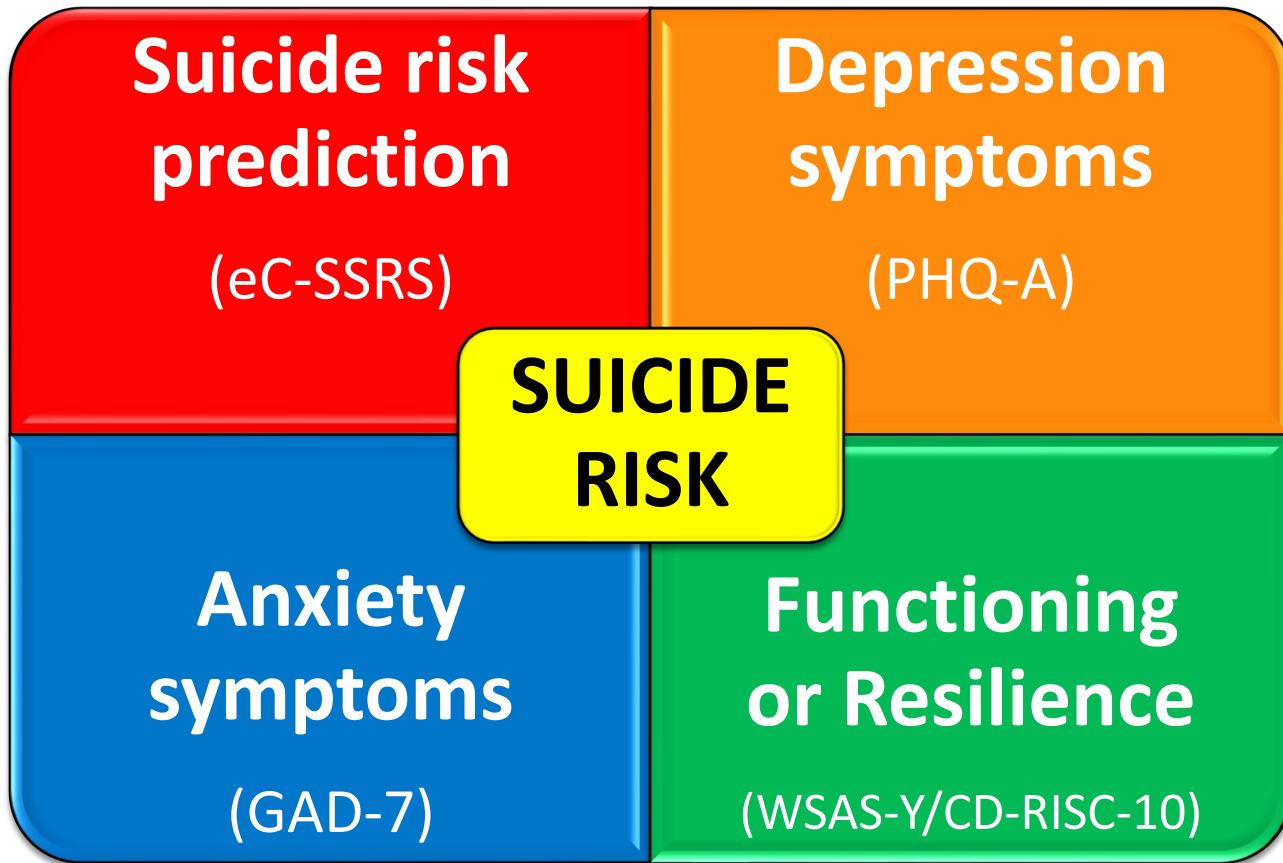 Suicide risk
prediction
(eC-SSRS)
Depression
symptoms
(PHQ-A)
SUICIDE
RISK
Anxiety
symptoms
(GAD-7)
Functioning
or Resilience
(WSAS-Y/CD-RISC-10)